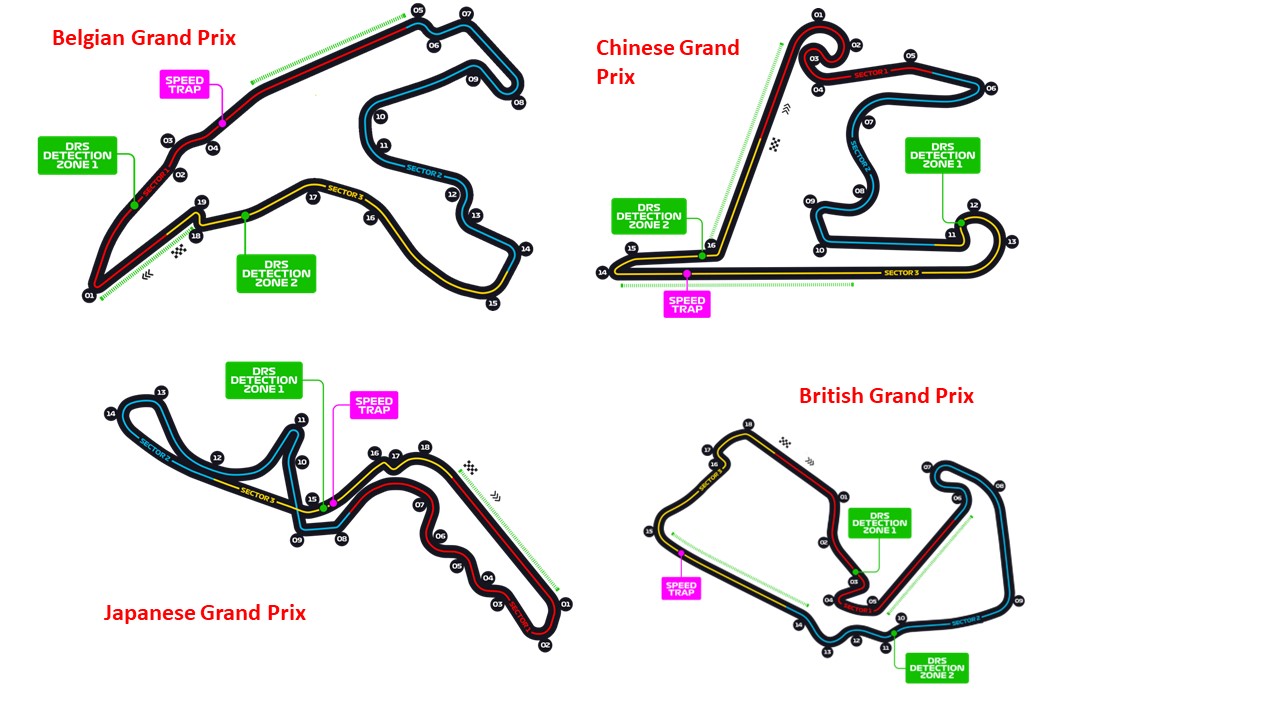 Belgian Grand Prix
05
07
06
SPEED
TRAP
09
08
10
03
04
11
DRS
DETECTION
ZONE 1
02
SECTOR 1
SECTOR 2
12
13
19
17
SECTOR 3
16
18
14
DRS
DETECTION
ZONE 2
01
15
Chinese Grand
Prix
01
02
03
05
SECTOR 1
04
06
07
SECTOR 2
DRS
DETECTION
ZONE 1
08
09
12
DRS
DETECTION
ZONE 2
11
13
15
16
10
14
SECTOR 3
SPEED
TRAP
DRS
DETECTION
ZONE 1
SPEED
TRAP
13
14
11
SECTOR 2
12
10
16
17
18
SECTOR 3
15
07
09
08
06
05
04
03
01
SECTOR 1
02
Japanese Grand Prix
British Grand Prix
18
17
16
SECTOR 3
07
08
06
01
DRS
DETECTION
ZONE 1
15
02
SPEED
TRAP
03
04
05
SECTOR 1
09
14
10
SECTOR 2
12
11
13
DRS
DETECTION
ZONE 2